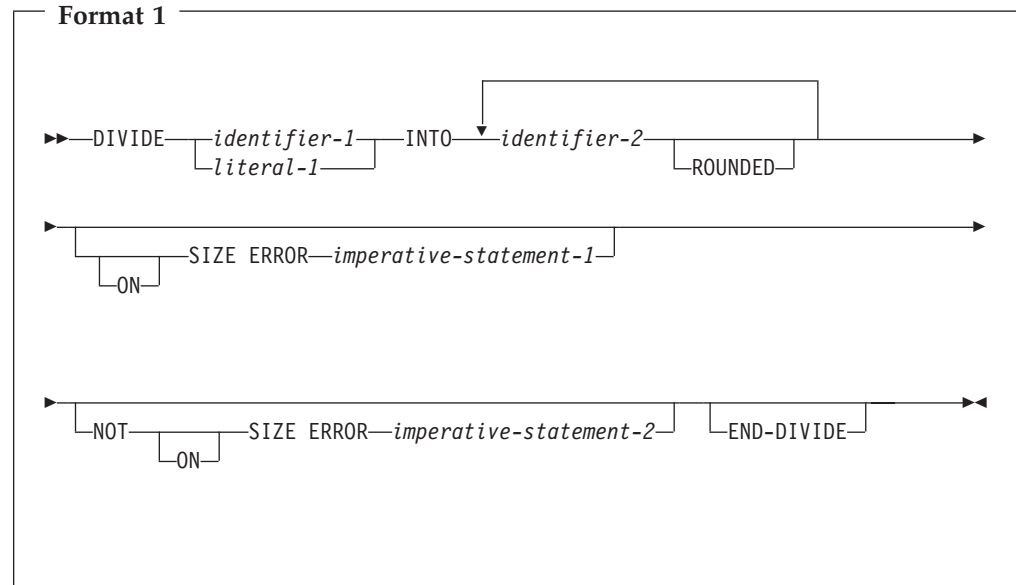 Format 1
DIVIDE identifier-1 INTO identifier-2
literal-1 ROUNDED
SIZE ERROR imperative-statement-1
ON
NOT SIZE ERROR imperative-statement-2 END-DIVIDE
ON